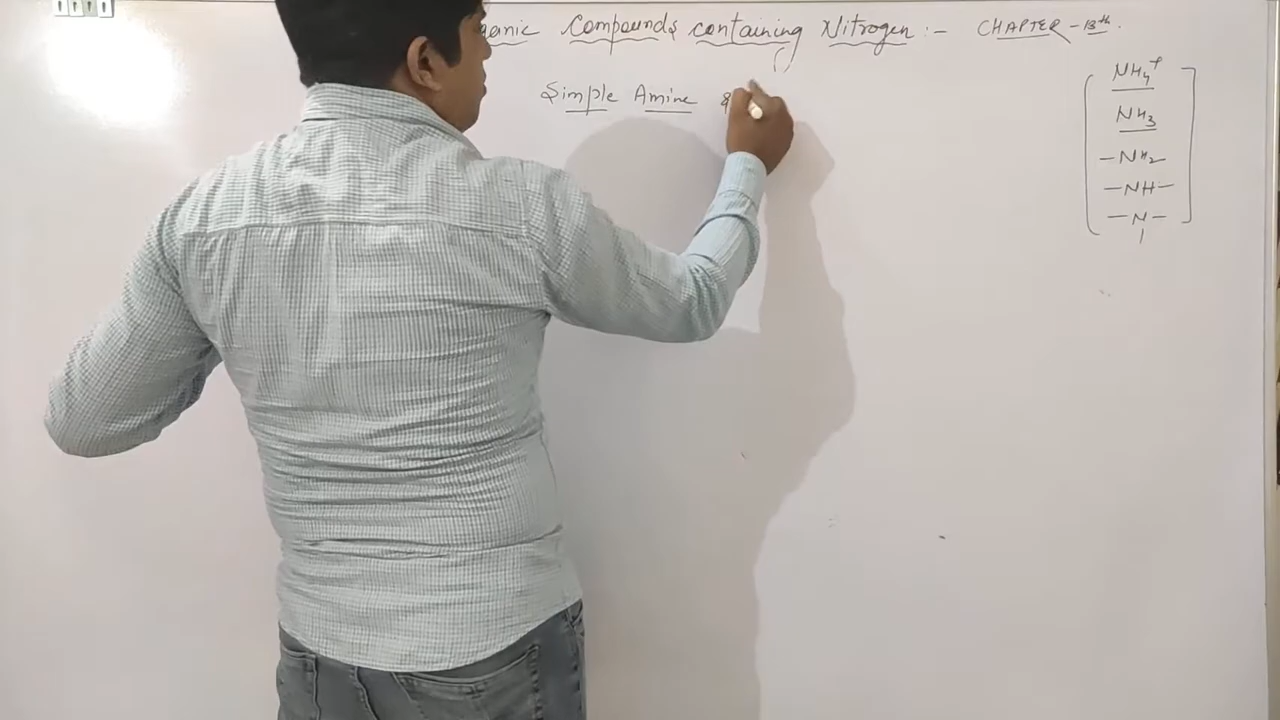 Compounds containing Nitrogen :- CHAPTER - 13th.
Simple Amine &
NH4+
NH3
-NH2
-NH-
-N-